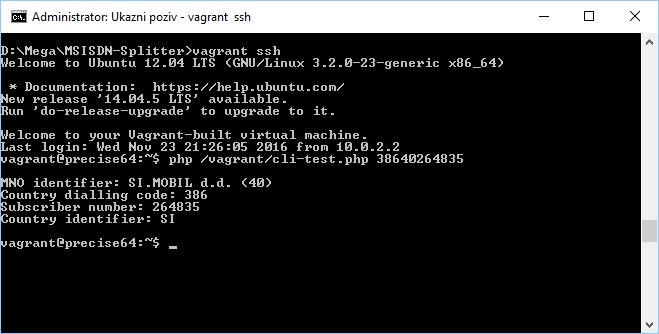 Administrator: Ukazni poziv - vagrant ssh
D:\Mega\MSISDN-Splitter>vagrant ssh
Welcome to Ubuntu 12.04 LTS (GNU/Linux 3.2.0-23-generic x86_64)
* Documentation:  https://help.ubuntu.com/
New release '14.04.5 LTS' available.
Run 'do-release-upgrade' to upgrade to it.
Welcome to your Vagrant-built virtual machine.
Last login: Wed Nov 23 21:26:05 2016 from 10.0.2.2
vagrant@precise64:~$ php /vagrant/cli-test.php 38640264835
MNO identifier: SI.MOBIL d.d. (40)
Country dialling code: 386
Subscriber number: 264835
Country identifier: SI
vagrant@precise64:~$ _